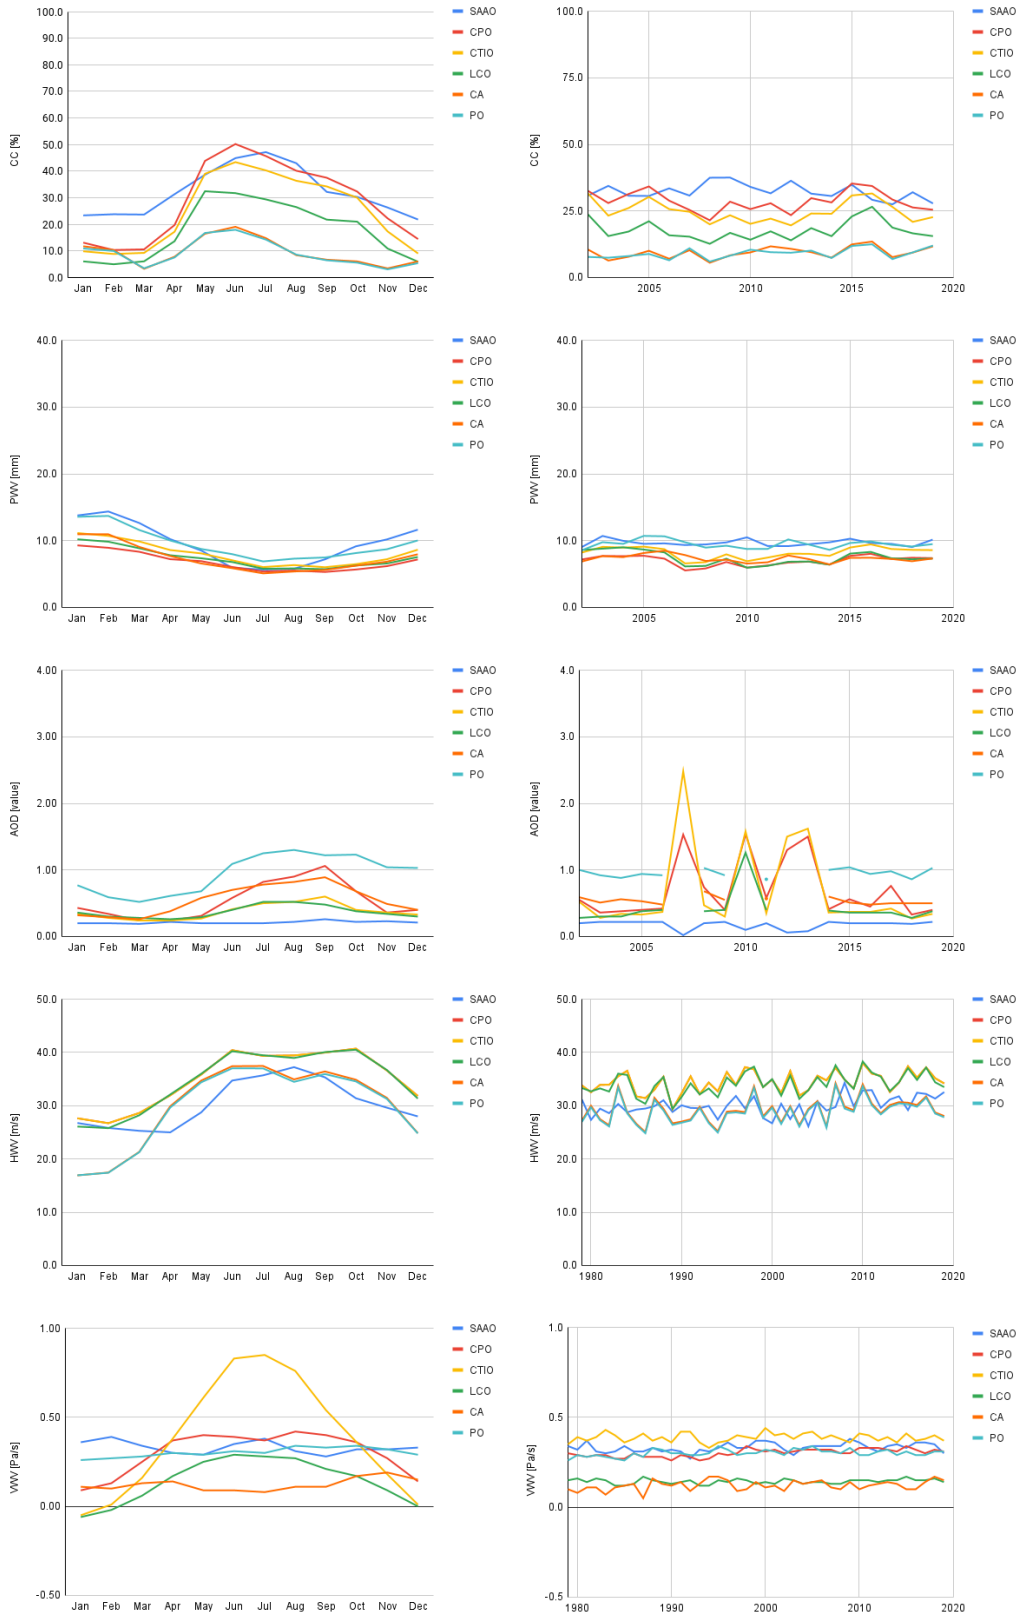 100.0
90.0
80.0
70.0
60.0
50.0
40.0
30.0
20.0
10.0
0.0
CC [%]
Jan Feb Mar Apr May Jun Jul Aug Sep Oct Nov Dec
SAAO
CPO
CTIO
LCO
CA
PO
100.0
75.0
50.0
25.0
0.0
CC [%]
2005 2010 2015 2020
SAAO
CPO
CTIO
LCO
CA
PO
40.0
30.0
20.0
10.0
0.0
PWV [mm]
Jan Feb Mar Apr May Jun Jul Aug Sep Oct Nov Dec
SAAO
CPO
CTIO
LCO
CA
PO
40.0
30.0
20.0
10.0
0.0
PWV [mm]
2005 2010 2015 2020
SAAO
CPO
CTIO
LCO
CA
PO
4.00
3.00
2.00
1.00
0.00
AOD [value]
Jan Feb Mar Apr May Jun Jul Aug Sep Oct Nov Dec
SAAO
CPO
CTIO
LCO
CA
PO
4.0
3.0
2.0
1.0
0.0
AOD [value]
2005 2010 2015 2020
SAAO
CPO
CTIO
LCO
CA
PO
50.0
40.0
30.0
20.0
10.0
0.0
HWV [m/s]
Jan Feb Mar Apr May Jun Jul Aug Sep Oct Nov Dec
SAAO
CPO
CTIO
LCO
CA
PO
50.0
40.0
30.0
20.0
10.0
0.0
HWV [m/s]
1980 1990 2000 2010 2020
SAAO
CPO
CTIO
LCO
CA
PO
1.00
0.50
0.00
-0.50
VWV [Pa/s]
Jan Feb Mar Apr May Jun Jul Aug Sep Oct Nov Dec
SAAO
CPO
CTIO
LCO
CA
PO
1.0
0.5
0.0
-0.5
VWV [Pa/s]
1980 1990 2000 2010 2020
SAAO
CPO
CTIO
LCO
CA
PO